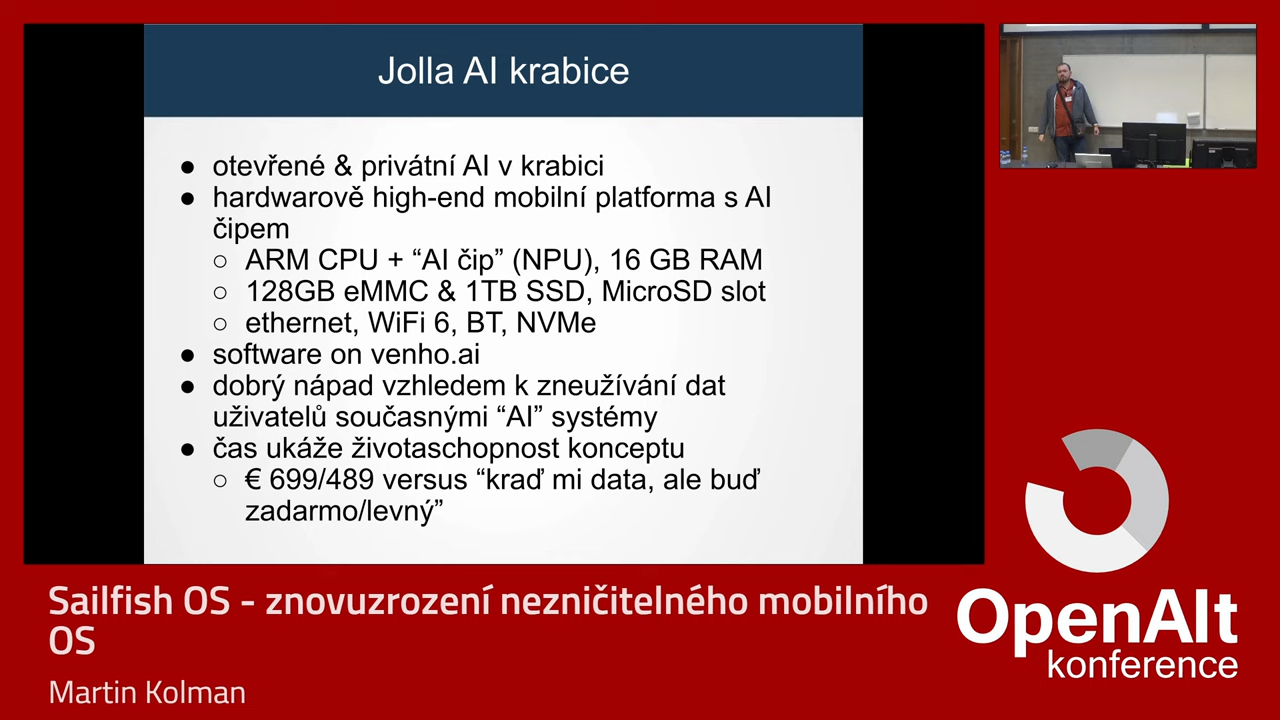 Jolla AI krabice
● otevřené & privátní AI v krabici
● hardwarově high-end mobilní platforma s AI
čipem
○ ARM CPU + “AI čip” (NPU), 16 GB RAM
○ 128GB eMMC & 1TB SSD, MicroSD slot
○ ethernet, WiFi 6, BT, NVMe
● software on venho.ai
● dobrý nápad vzhledem k zneužívání dat
uživatelů současnými “AI” systémy
● čas ukáže životaschopnost konceptu
○ € 699/489 versus “kraď mi data, ale buď
zadarmo/levný”
Sailfish OS - znovuzrození nezničitelného mobilního
OS
Martin Kolman
OpenAlt
konference